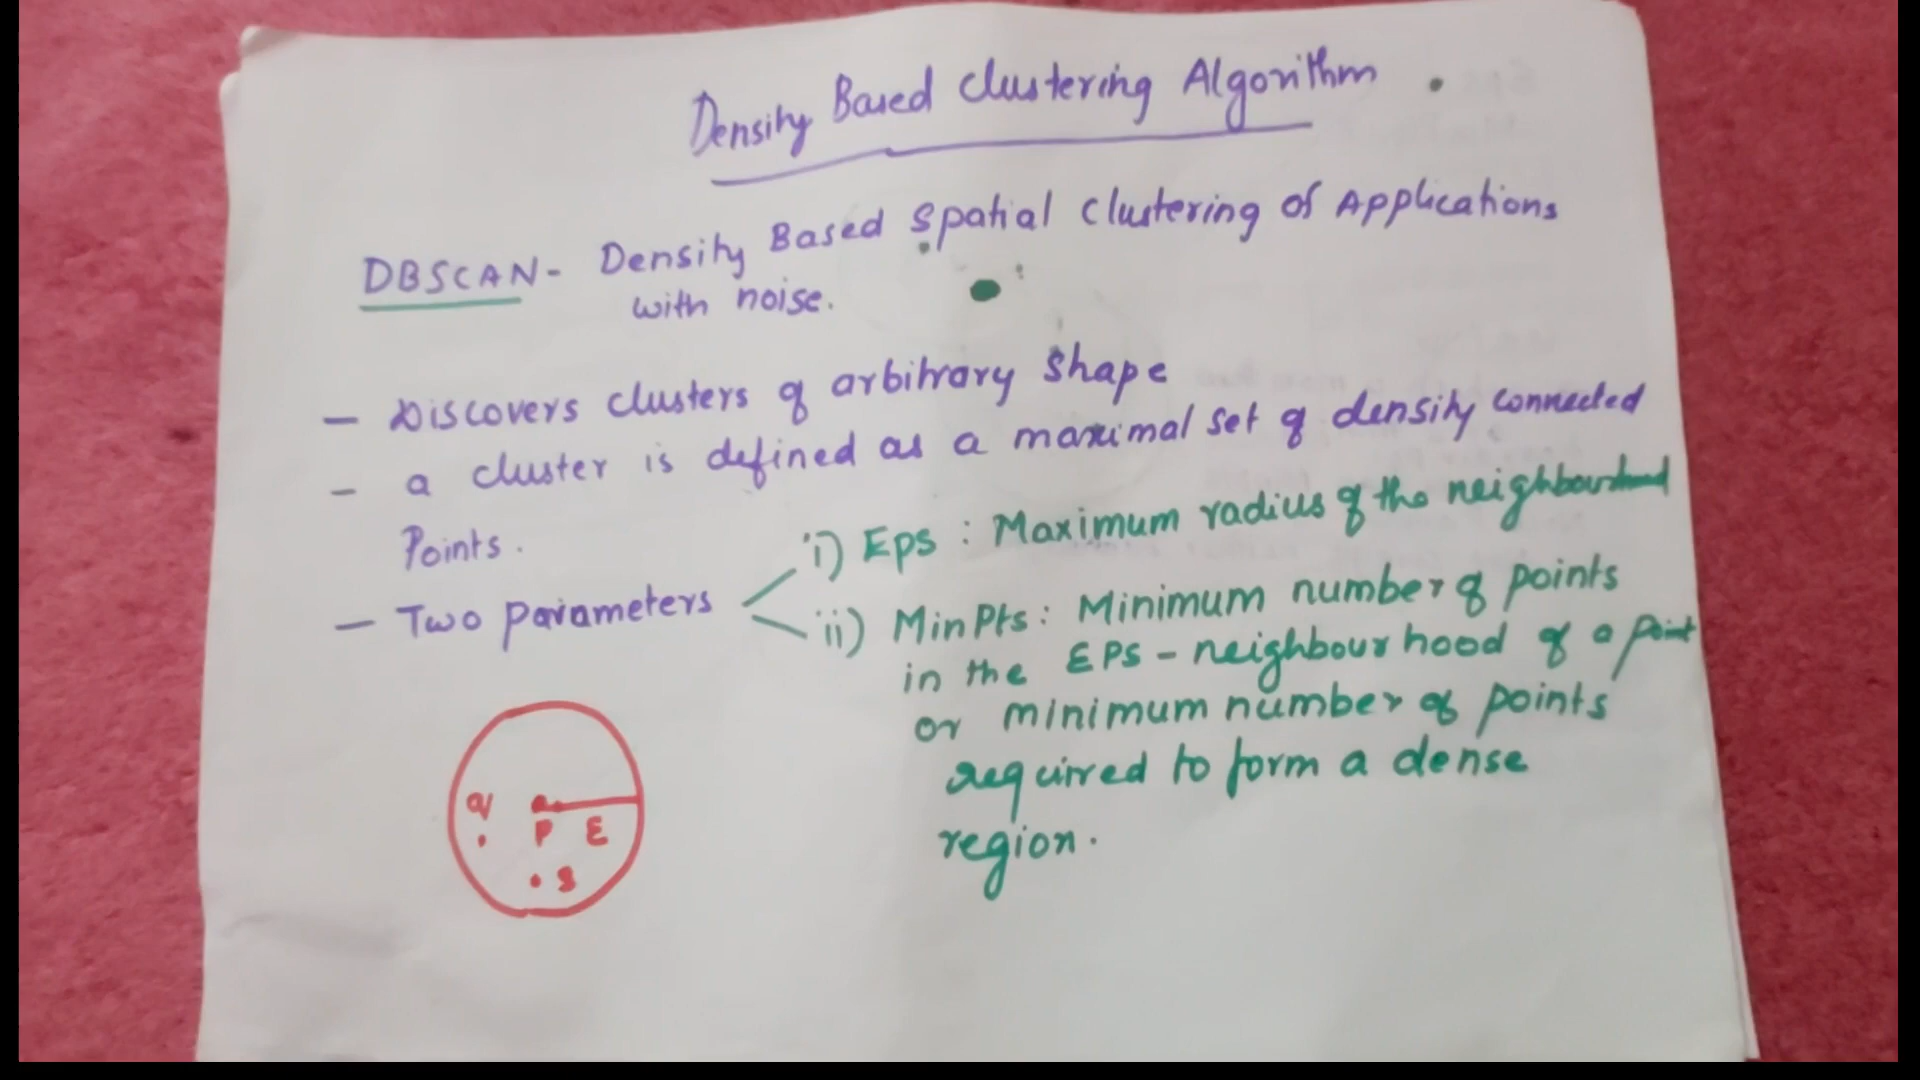 Density Based Clustering Algorithm
DBSCAN - Density Based Spatial Clustering of Applications
with noise.
- Discovers clusters of arbitrary shape
- a cluster is defined as a maximal set of density connected
Points.
- Two parameters
i) Eps : Maximum radius of the neighbourhood
ii) MinPts : Minimum number of points
in the EPS - neighbourhood of a point
or minimum number of points
required to form a dense
region.
q
P E
s